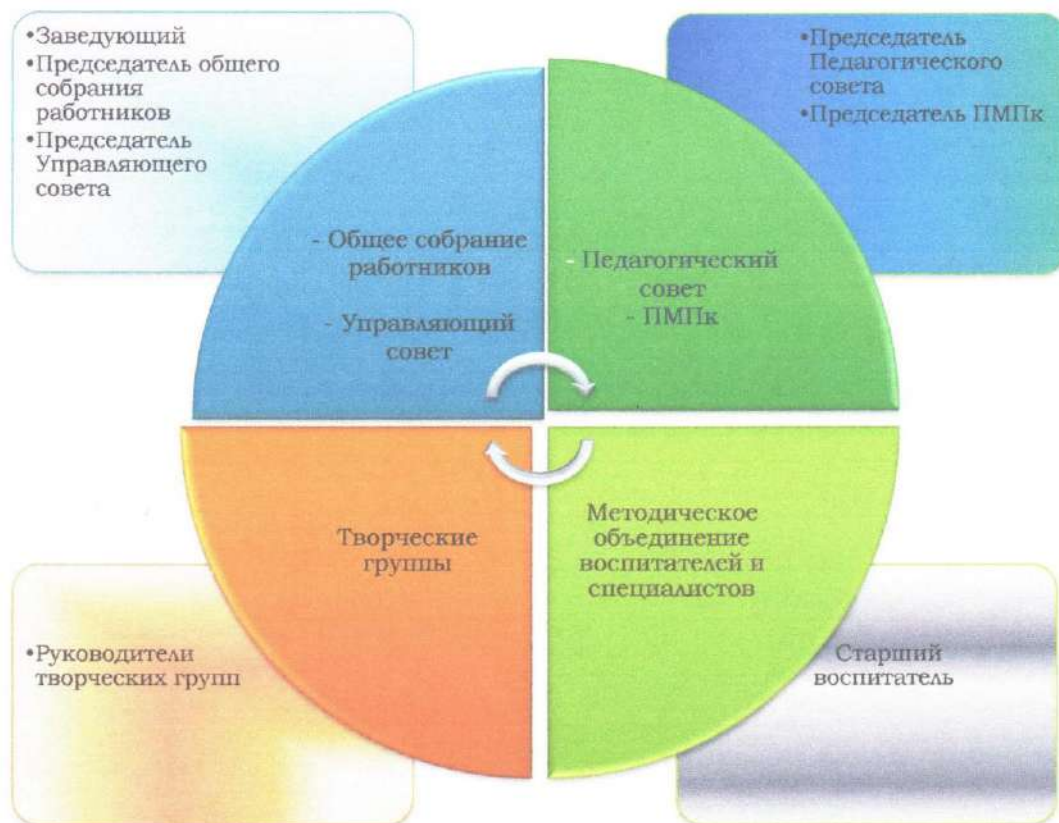 •Заведующий
•Председатель общего
собрания
работников
•Председатель
Управляющего
совета
•Председатель
Педагогического
совета
•Председатель ПМПк
- Общее собрание
работников
- Управляющий
совет
- Педагогический
совет
- ПМПк
Творческие
группы
Методическое
объединение
воспитателей и
специалистов
•Руководители
творческих групп
Старший
воспитатель